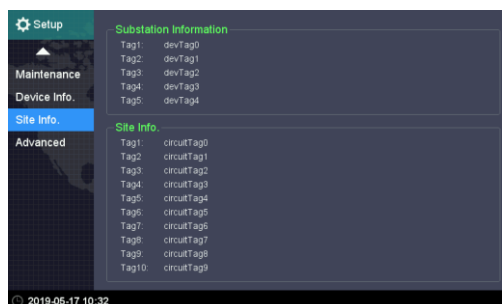 Setup
Maintenance
Device Info.
Site Info.
Advanced
Substation Information
Tag1: devTag0
Tag2: devTag1
Tag3: devTag2
Tag4: devTag3
Tag5: devTag4
Site Info.
Tag1: circuitTag0
Tag2 circuitTag1
Tag3: circuitTag2
Tag4: circuitTag3
Tag5: circuitTag4
Tag6: circuitTag5
Tag7: circuitTag6
Tag8: circuitTag7
Tag9: circuitTag8
Tag10: circuitTag9
2019-05-17 10:32